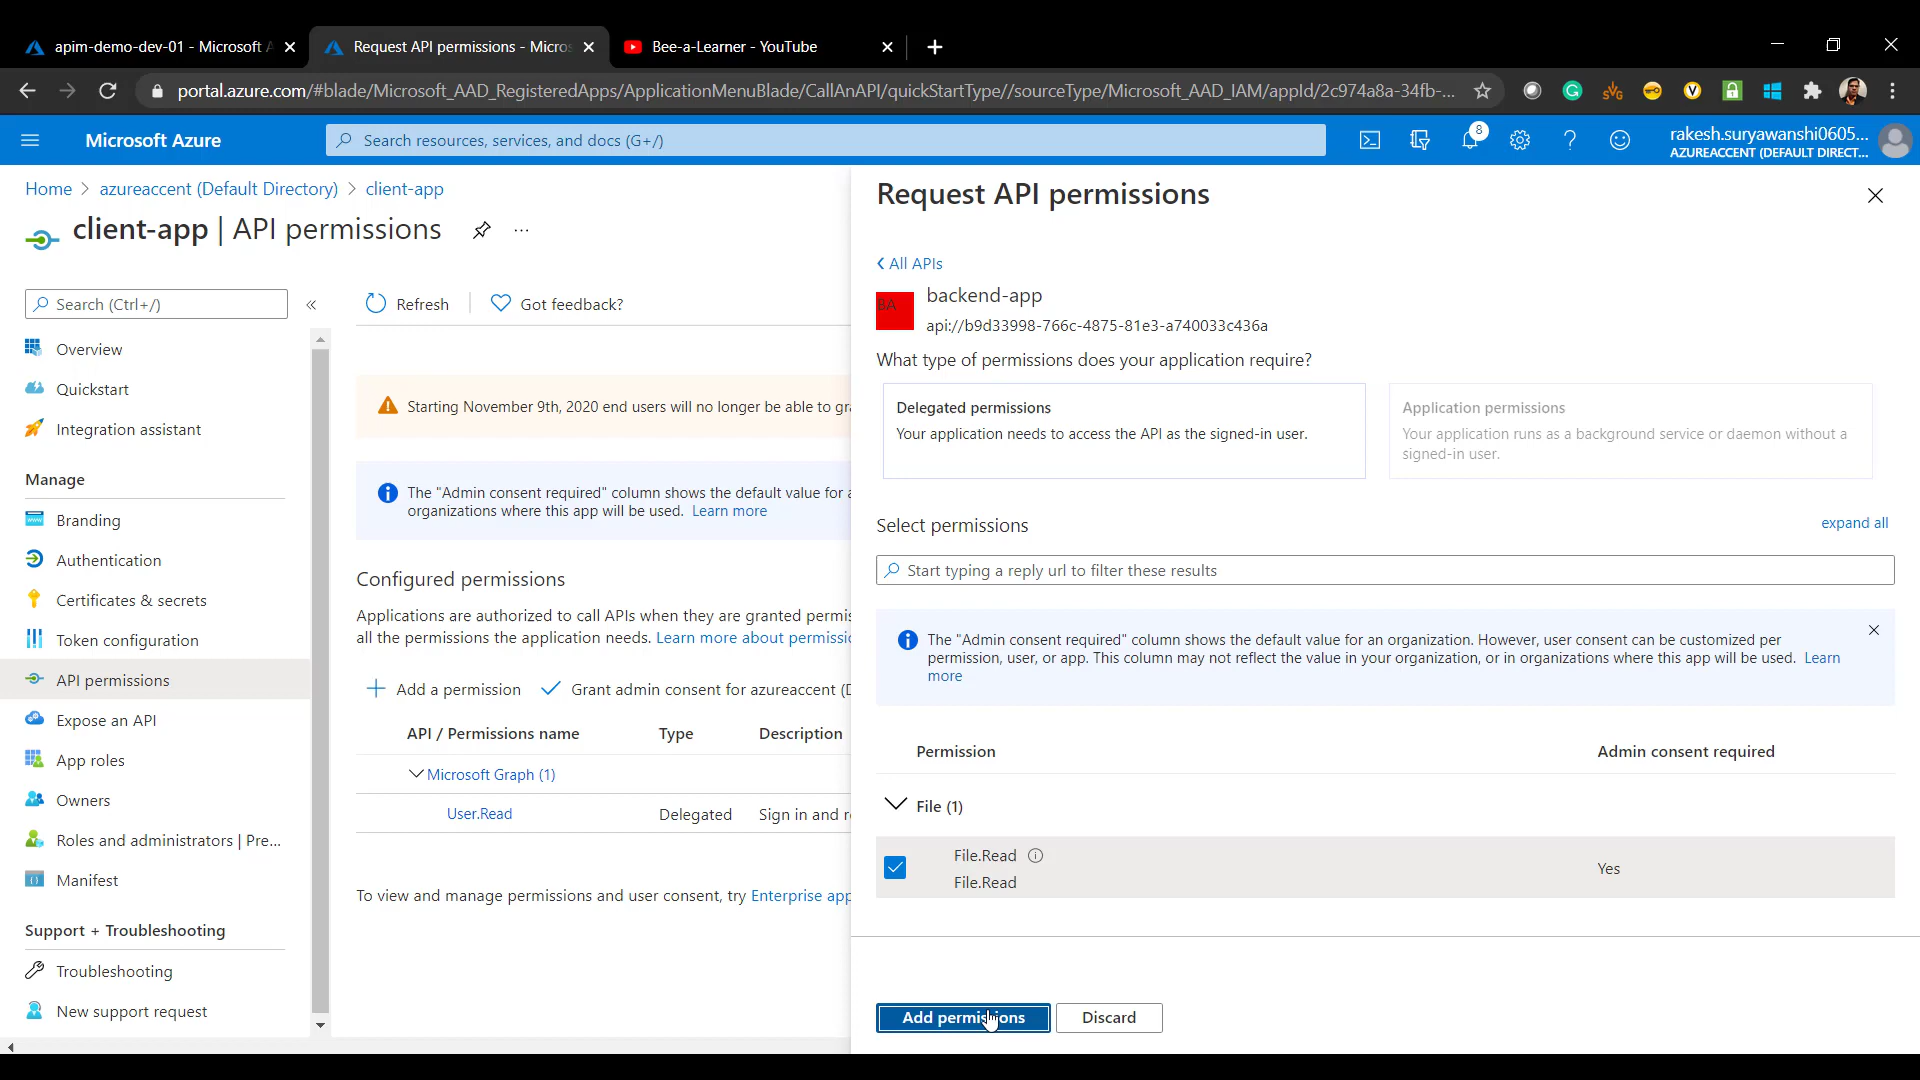 apim-demo-dev-01 - Microsoft A
Request API permissions - Micros
Bee-a-Learner - YouTube
portal.azure.com/#blade/Microsoft_AAD_RegisteredApps/ApplicationMenuBlade/CallAnAPI/quickStartType//sourceType/Microsoft_AAD_IAM/appId/2c974a8a-34fb-...
Microsoft Azure
Search resources, services, and docs (G+/)
8
rakesh.suryawanshi0605...
AZUREACCENT (DEFAULT DIRECT...
Home > azureaccent (Default Directory) > client-app
client-app | API permissions
Search (Ctrl+/)
Overview
Quickstart
Integration assistant
Manage
Branding
Authentication
Certificates & secrets
Token configuration
API permissions
Expose an API
App roles
Owners
Roles and administrators | Pre...
Manifest
Support + Troubleshooting
Troubleshooting
New support request
Refresh
Got feedback?
Starting November 9th, 2020 end users will no longer be able to gra
The "Admin consent required" column shows the default value for a
organizations where this app will be used. Learn more
Configured permissions
Applications are authorized to call APIs when they are granted permis
all the permissions the application needs. Learn more about permissio
Add a permission
Grant admin consent for azureaccent (D
API / Permissions name
Type
Description
Microsoft Graph (1)
User.Read
Delegated
Sign in and r
To view and manage permissions and user consent, try Enterprise app
Request API permissions
All APIs
BA
backend-app
api://b9d33998-766c-4875-81e3-a740033c436a
What type of permissions does your application require?
Delegated permissions
Your application needs to access the API as the signed-in user.
Application permissions
Your application runs as a background service or daemon without a
signed-in user.
Select permissions
expand all
Start typing a reply url to filter these results
The "Admin consent required" column shows the default value for an organization. However, user consent can be customized per
permission, user, or app. This column may not reflect the value in your organization, or in organizations where this app will be used. Learn
more
Permission
Admin consent required
File (1)
File.Read
File.Read
Yes
Add permissions
Discard